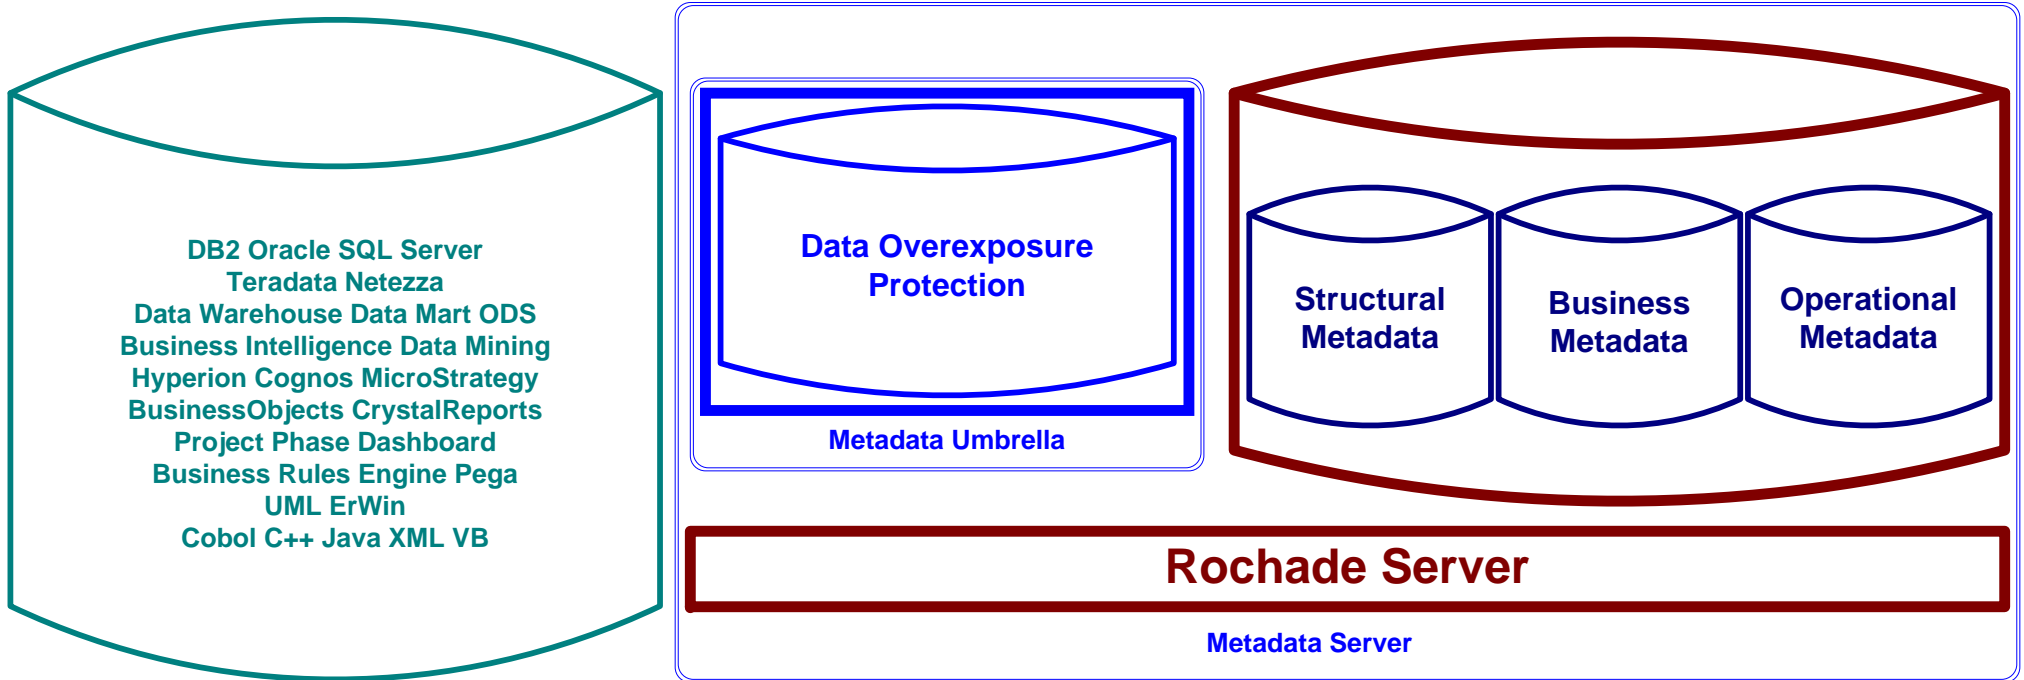 DB2 Oracle SQL Server
Teradata Netezza
Data Warehouse Data Mart ODS
Business Intelligence Data Mining
Hyperion Cognos MicroStrategy
BusinessObjects CrystalReports
Project Phase Dashboard
Business Rules Engine Pega
UML ErWin
Cobol C++ Java XML VB
Data Overexposure
Protection
Metadata Umbrella
Structural
Metadata
Business
Metadata
Operational
Metadata
Rochade Server
Metadata Server